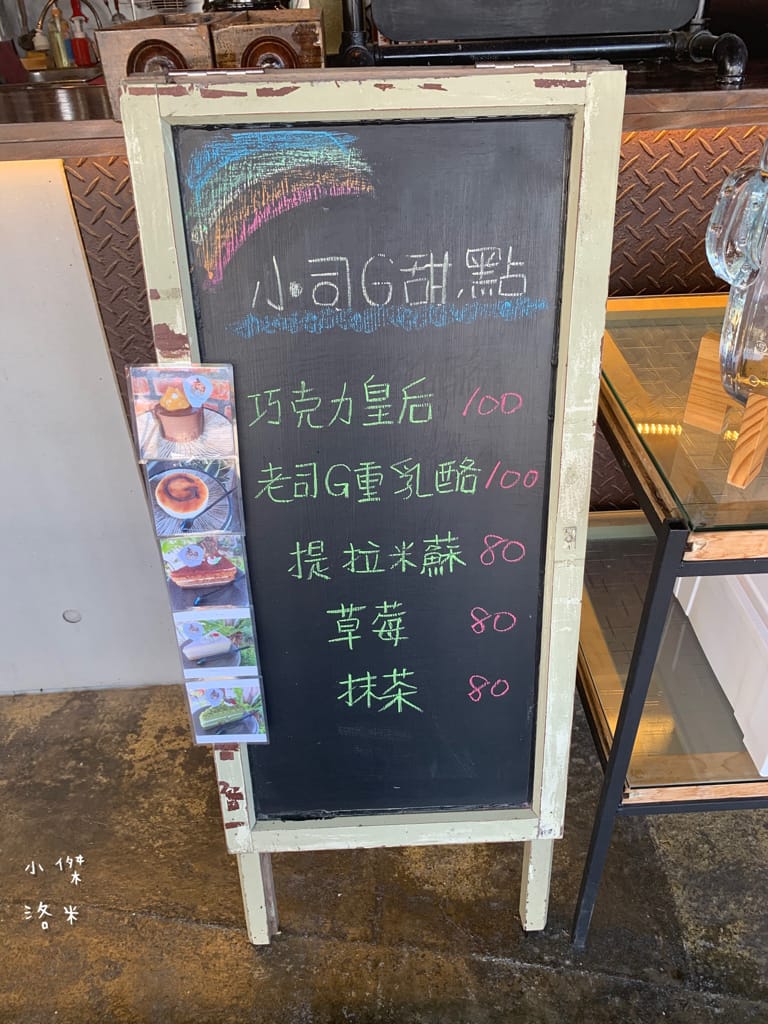 小司G甜點
巧克力皇后 100
老司G重乳酪 100
提拉米蘇 80
草莓 80
抹茶 80
小傑
洛米